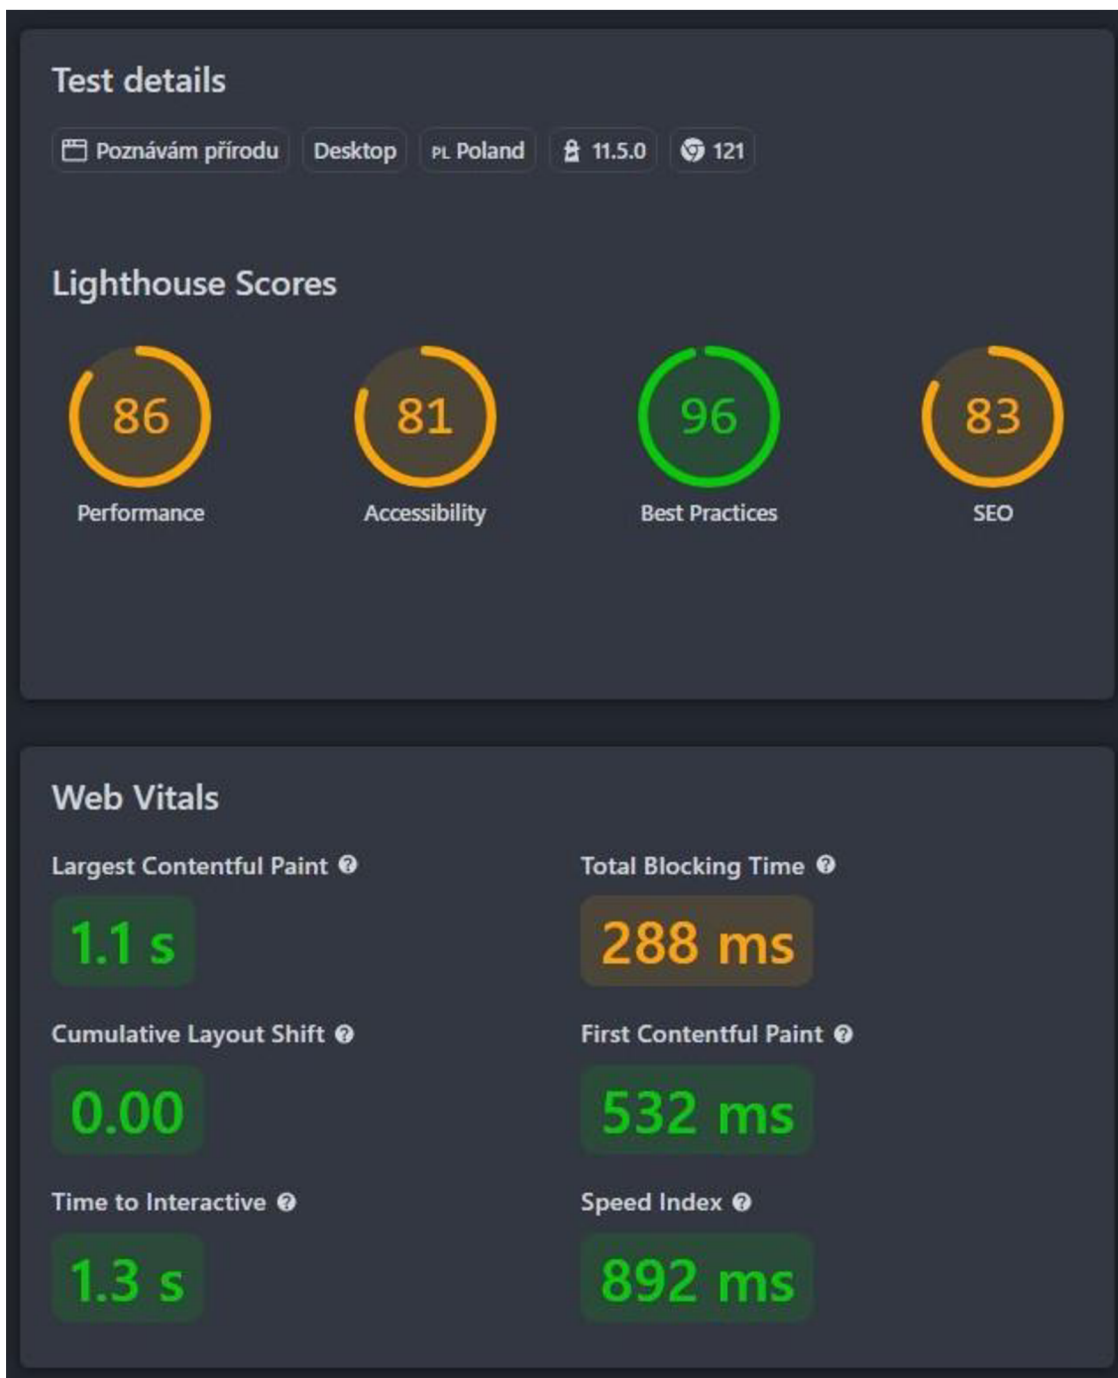 Test details
Poznávám přírodu Desktop PL Poland 11.5.0 121
Lighthouse Scores
86 81 96 83
Performance Accessibility Best Practices SEO
Web Vitals
Largest Contentful Paint Total Blocking Time
1.1 s 288 ms
Cumulative Layout Shift First Contentful Paint
0.00 532 ms
Time to Interactive Speed Index
1.3 s 892 ms